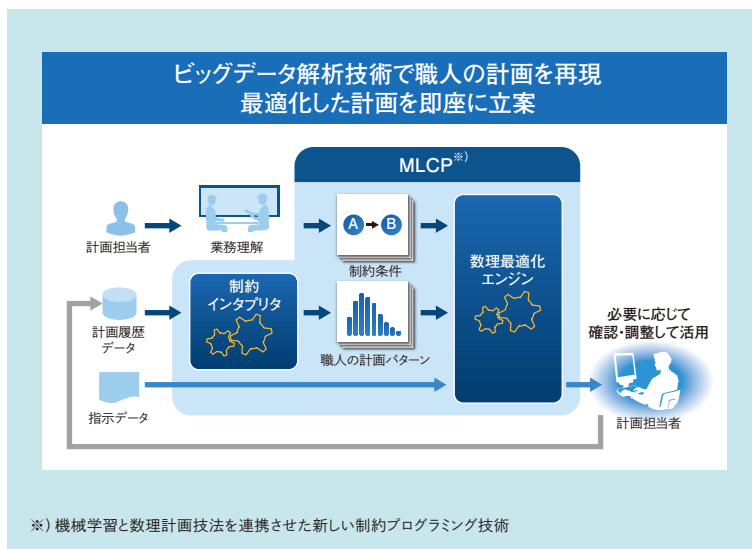 ビッグデータ解析技術で職人の計画を再現
最適化した計画を即座に立案
MLCP※)
計画担当者
業務理解
A
B
制約条件
数理最適化
エンジン
計画履歴
データ
制約
インタプリタ
職人の計画パターン
必要に応じて
確認・調整して活用
指示データ
計画担当者
※）機械学習と数理計画技法を連携させた新しい制約プログラミング技術